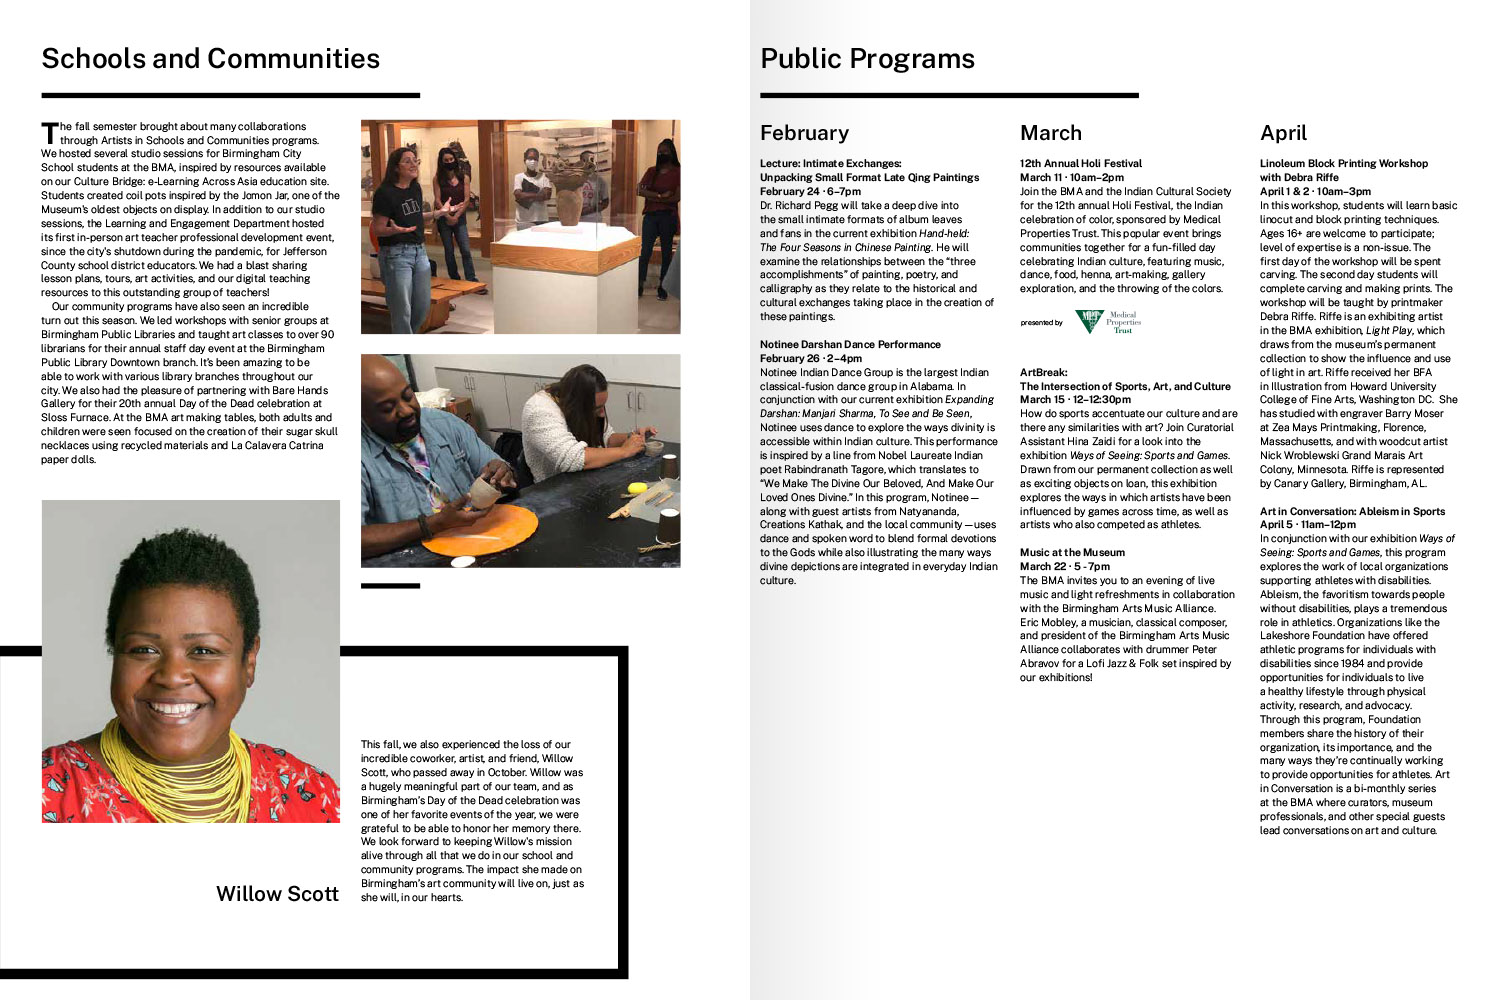 Schools and Communities
The fall semester brought about many collaborations
through Artists in Schools and Communities programs.
We hosted several studio sessions for Birmingham City
School students at the BMA, inspired by resources available
on our Culture Bridge: e-Learning Across Asia education site.
Students created coil pots inspired by the Jomon Jar, one of the
Museum's oldest objects on display. In addition to our studio
sessions, the Learning and Engagement Department hosted
its first in-person art teacher professional development event,
since the city's shutdown during the pandemic, for Jefferson
County school district educators. We had a blast sharing
lesson plans, tours, art activities, and our digital teaching
resources to this outstanding group of teachers!
Our community programs have also seen an incredible
turn out this season. We led workshops with senior groups at
Birmingham Public Libraries and taught art classes to over 90
librarians for their annual staff day event at the Birmingham
Public Library Downtown branch. It's been amazing to be
able to work with various library branches throughout our
city. We also had the pleasure of partnering with Bare Hands
Gallery for their 20th annual Day of the Dead celebration at
Sloss Furnace. At the BMA art making tables, both adults and
children were seen focused on the creation of their sugar skull
necklaces using recycled materials and La Calavera Catrina
paper dolls.
Willow Scott
This fall, we also experienced the loss of our
incredible coworker, artist, and friend, Willow
Scott, who passed away in October. Willow was
a hugely meaningful part of our team, and as
Birmingham's Day of the Dead celebration was
one of her favorite events of the year, we were
grateful to be able to honor her memory there.
We look forward to keeping Willow's mission
alive through all that we do in our school and
community programs. The impact she made on
Birmingham's art community will live on, just as
she will, in our hearts.
Public Programs
February
Lecture: Intimate Exchanges:
Unpacking Small Format Late Qing Paintings
February 24 · 6–7pm
Dr. Richard Pegg will take a deep dive into
the small intimate formats of album leaves
and fans in the current exhibition Hand-held:
The Four Seasons in Chinese Painting. He will
examine the relationships between the "three
accomplishments" of painting, poetry, and
calligraphy as they relate to the historical and
cultural exchanges taking place in the creation of
these paintings.
Notinee Darshan Dance Performance
February 26 · 2–4pm
Notinee Indian Dance Group is the largest Indian
classical-fusion dance group in Alabama. In
conjunction with our current exhibition Expanding
Darshan: Manjari Sharma, To See and Be Seen,
Notinee uses dance to explore the ways divinity is
accessible within Indian culture. This performance
is inspired by a line from Nobel Laureate Indian
poet Rabindranath Tagore, which translates to
"We Make The Divine Our Beloved, And Make Our
Loved Ones Divine." In this program, Notinee —
along with guest artists from Natyananda,
Creations Kathak, and the local community —uses
dance and spoken word to blend formal devotions
to the Gods while also illustrating the many ways
divine depictions are integrated in everyday Indian
culture.
March
12th Annual Holi Festival
March 11 · 10am–2pm
Join the BMA and the Indian Cultural Society
for the 12th annual Holi Festival, the Indian
celebration of color, sponsored by Medical
Properties Trust. This popular event brings
communities together for a fun-filled day
celebrating Indian culture, featuring music,
dance, food, henna, art-making, gallery
exploration, and the throwing of the colors.
presented by
MPT
Medical
Properties
Trust
ArtBreak:
The Intersection of Sports, Art, and Culture
March 15 · 12–12:30pm
How do sports accentuate our culture and are
there any similarities with art? Join Curatorial
Assistant Hina Zaidi for a look into the
exhibition Ways of Seeing: Sports and Games.
Drawn from our permanent collection as well
as exciting objects on loan, this exhibition
explores the ways in which artists have been
influenced by games across time, as well as
artists who also competed as athletes.
Music at the Museum
March 22 · 5 - 7pm
The BMA invites you to an evening of live
music and light refreshments in collaboration
with the Birmingham Arts Music Alliance.
Eric Mobley, a musician, classical composer,
and president of the Birmingham Arts Music
Alliance collaborates with drummer Peter
Abravov for a Lofi Jazz & Folk set inspired by
our exhibitions!
April
Linoleum Block Printing Workshop
with Debra Riffe
April 1 & 2 · 10am–3pm
In this workshop, students will learn basic
linocut and block printing techniques.
Ages 16+ are welcome to participate;
level of expertise is a non-issue. The
first day of the workshop will be spent
carving. The second day students will
complete carving and making prints. The
workshop will be taught by printmaker
Debra Riffe. Riffe is an exhibiting artist
in the BMA exhibition, Light Play, which
draws from the museum's permanent
collection to show the influence and use
of light in art. Riffe received her BFA
in Illustration from Howard University
College of Fine Arts, Washington DC. She
has studied with engraver Barry Moser
at Zea Mays Printmaking, Florence,
Massachusetts, and with woodcut artist
Nick Wroblewski Grand Marais Art
Colony, Minnesota. Riffe is represented
by Canary Gallery, Birmingham, AL.
Art in Conversation: Ableism in Sports
April 5 · 11am–12pm
In conjunction with our exhibition Ways of
Seeing: Sports and Games, this program
explores the work of local organizations
supporting athletes with disabilities.
Ableism, the favoritism towards people
without disabilities, plays a tremendous
role in athletics. Organizations like the
Lakeshore Foundation have offered
athletic programs for individuals with
disabilities since 1984 and provide
opportunities for individuals to live
a healthy lifestyle through physical
activity, research, and advocacy.
Through this program, Foundation
members share the history of their
organization, its importance, and the
many ways they're continually working
to provide opportunities for athletes. Art
in Conversation is a bi-monthly series
at the BMA where curators, museum
professionals, and other special guests
lead conversations on art and culture.